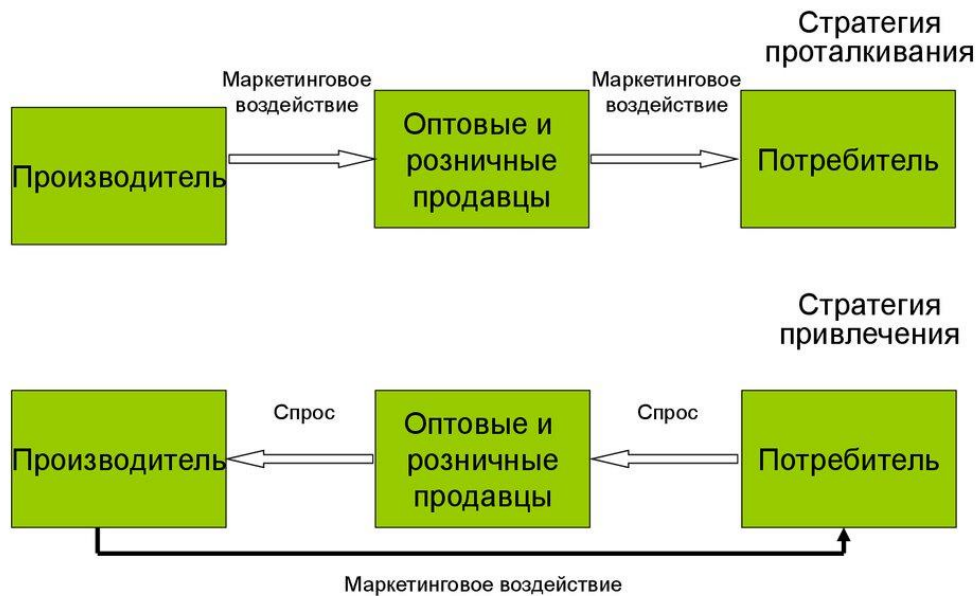 Стратегия
проталкивания
Маркетинговое
воздействие
Маркетинговое
воздействие
Производитель
Оптовые и
розничные
продавцы
Потребитель
Стратегия
привлечения
Спрос
Спрос
Производитель
Оптовые и
розничные
продавцы
Потребитель
Маркетинговое воздействие